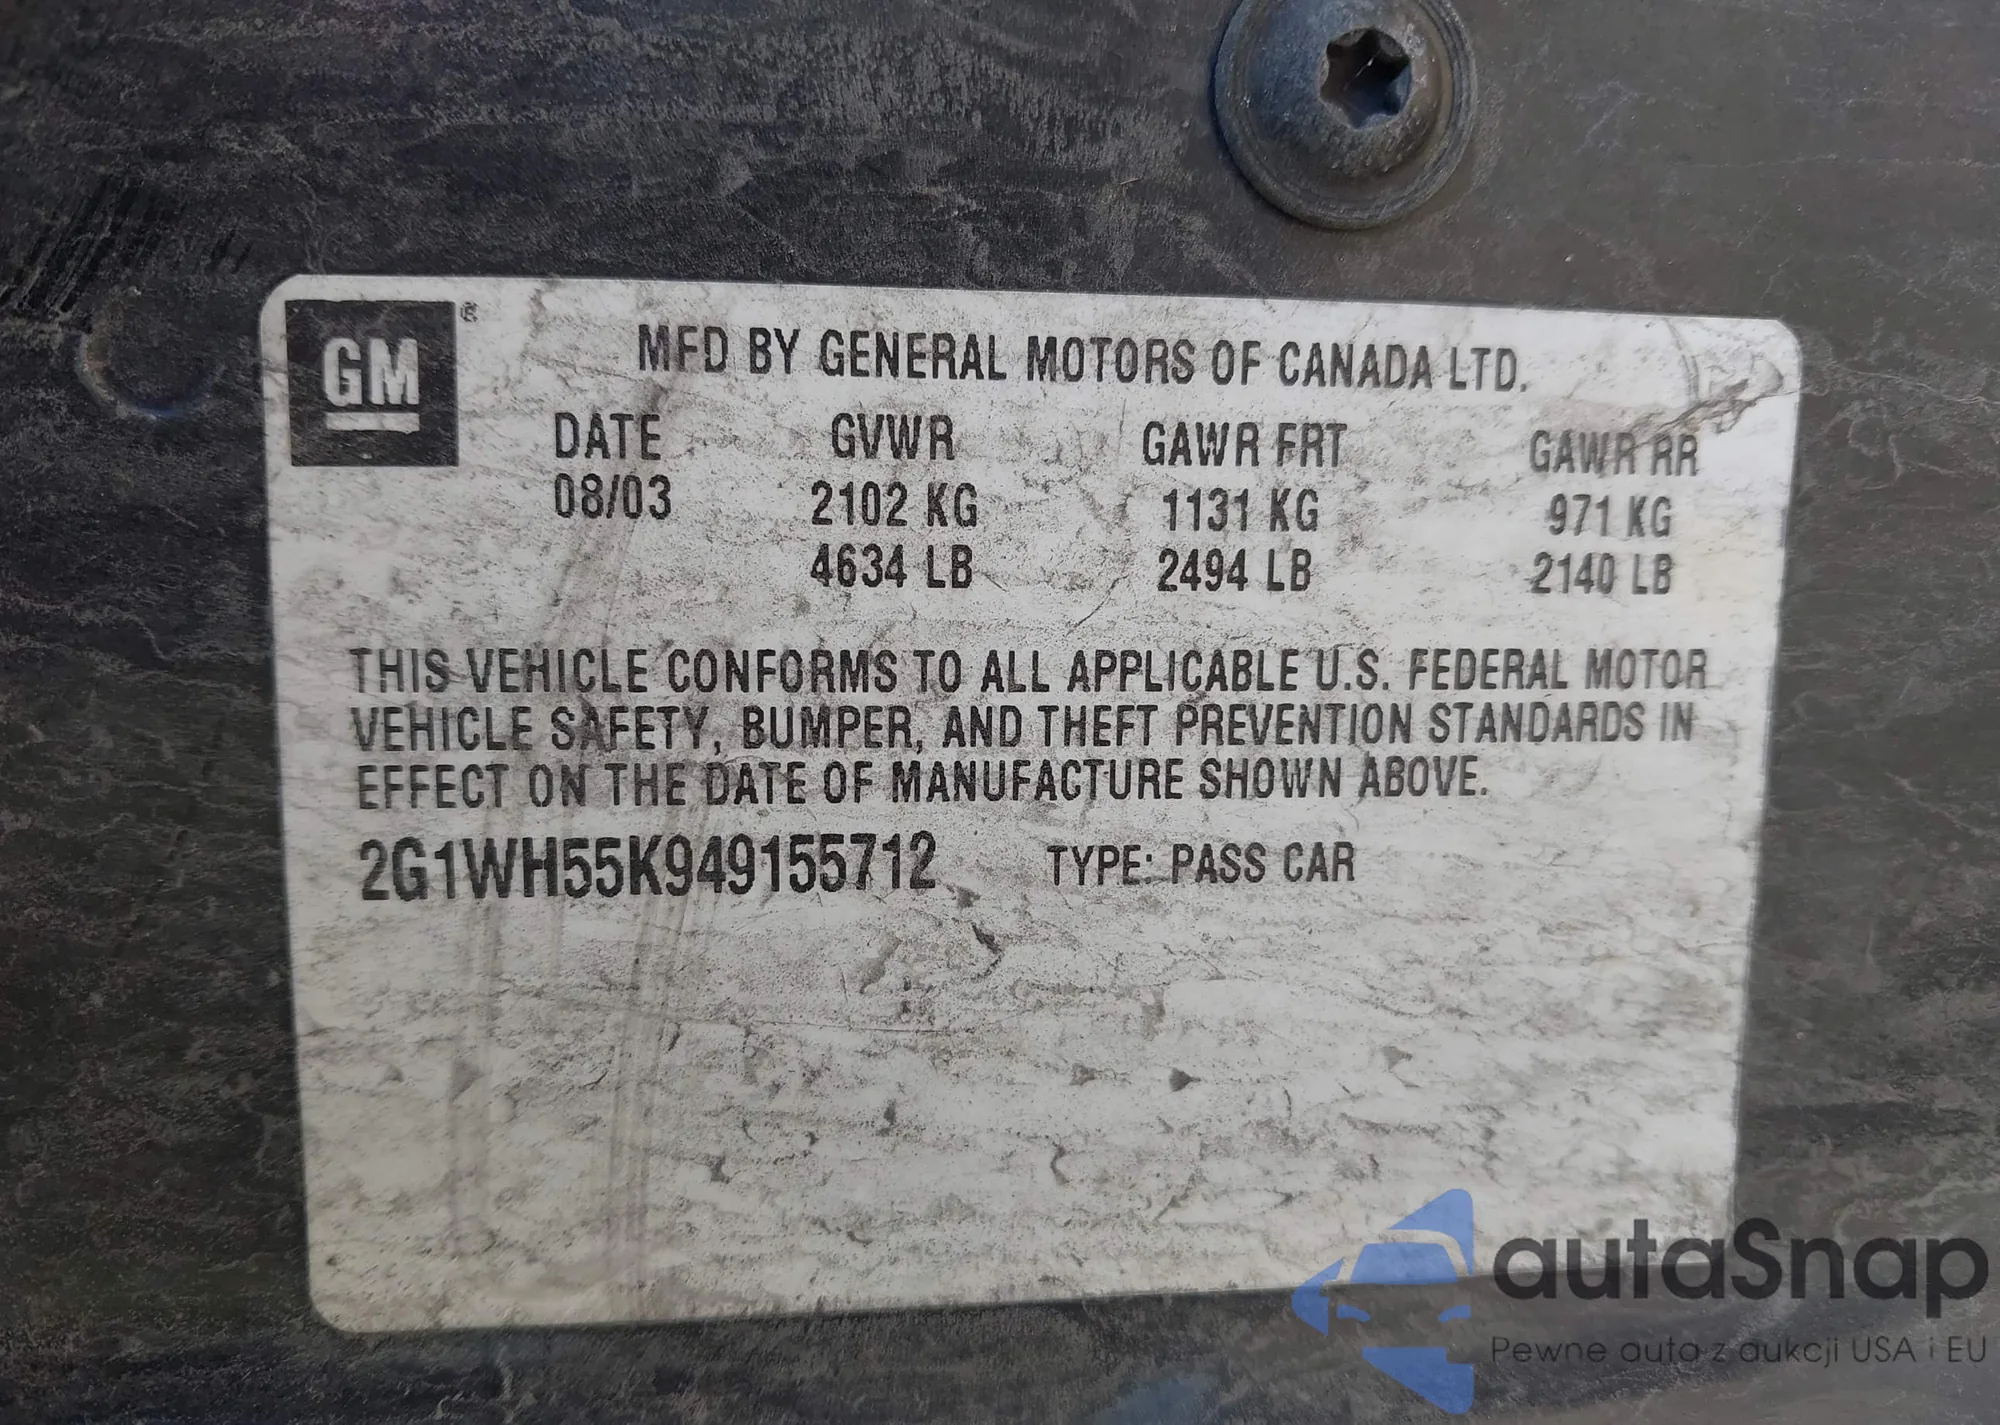 GM ®
MFD BY GENERAL MOTORS OF CANADA LTD.
DATE GVWR GAWR FRT GAWR RR
08/03 2102 KG 1131 KG 971 KG
4634 LB 2494 LB 2140 LB
THIS VEHICLE CONFORMS TO ALL APPLICABLE U.S. FEDERAL MOTOR
VEHICLE SAFETY, BUMPER, AND THEFT PREVENTION STANDARDS IN
EFFECT ON THE DATE OF MANUFACTURE SHOWN ABOVE.
2G1WH55K949155712 TYPE: PASS CAR
autaSnap
Pewne auta z aukcji USA i EU